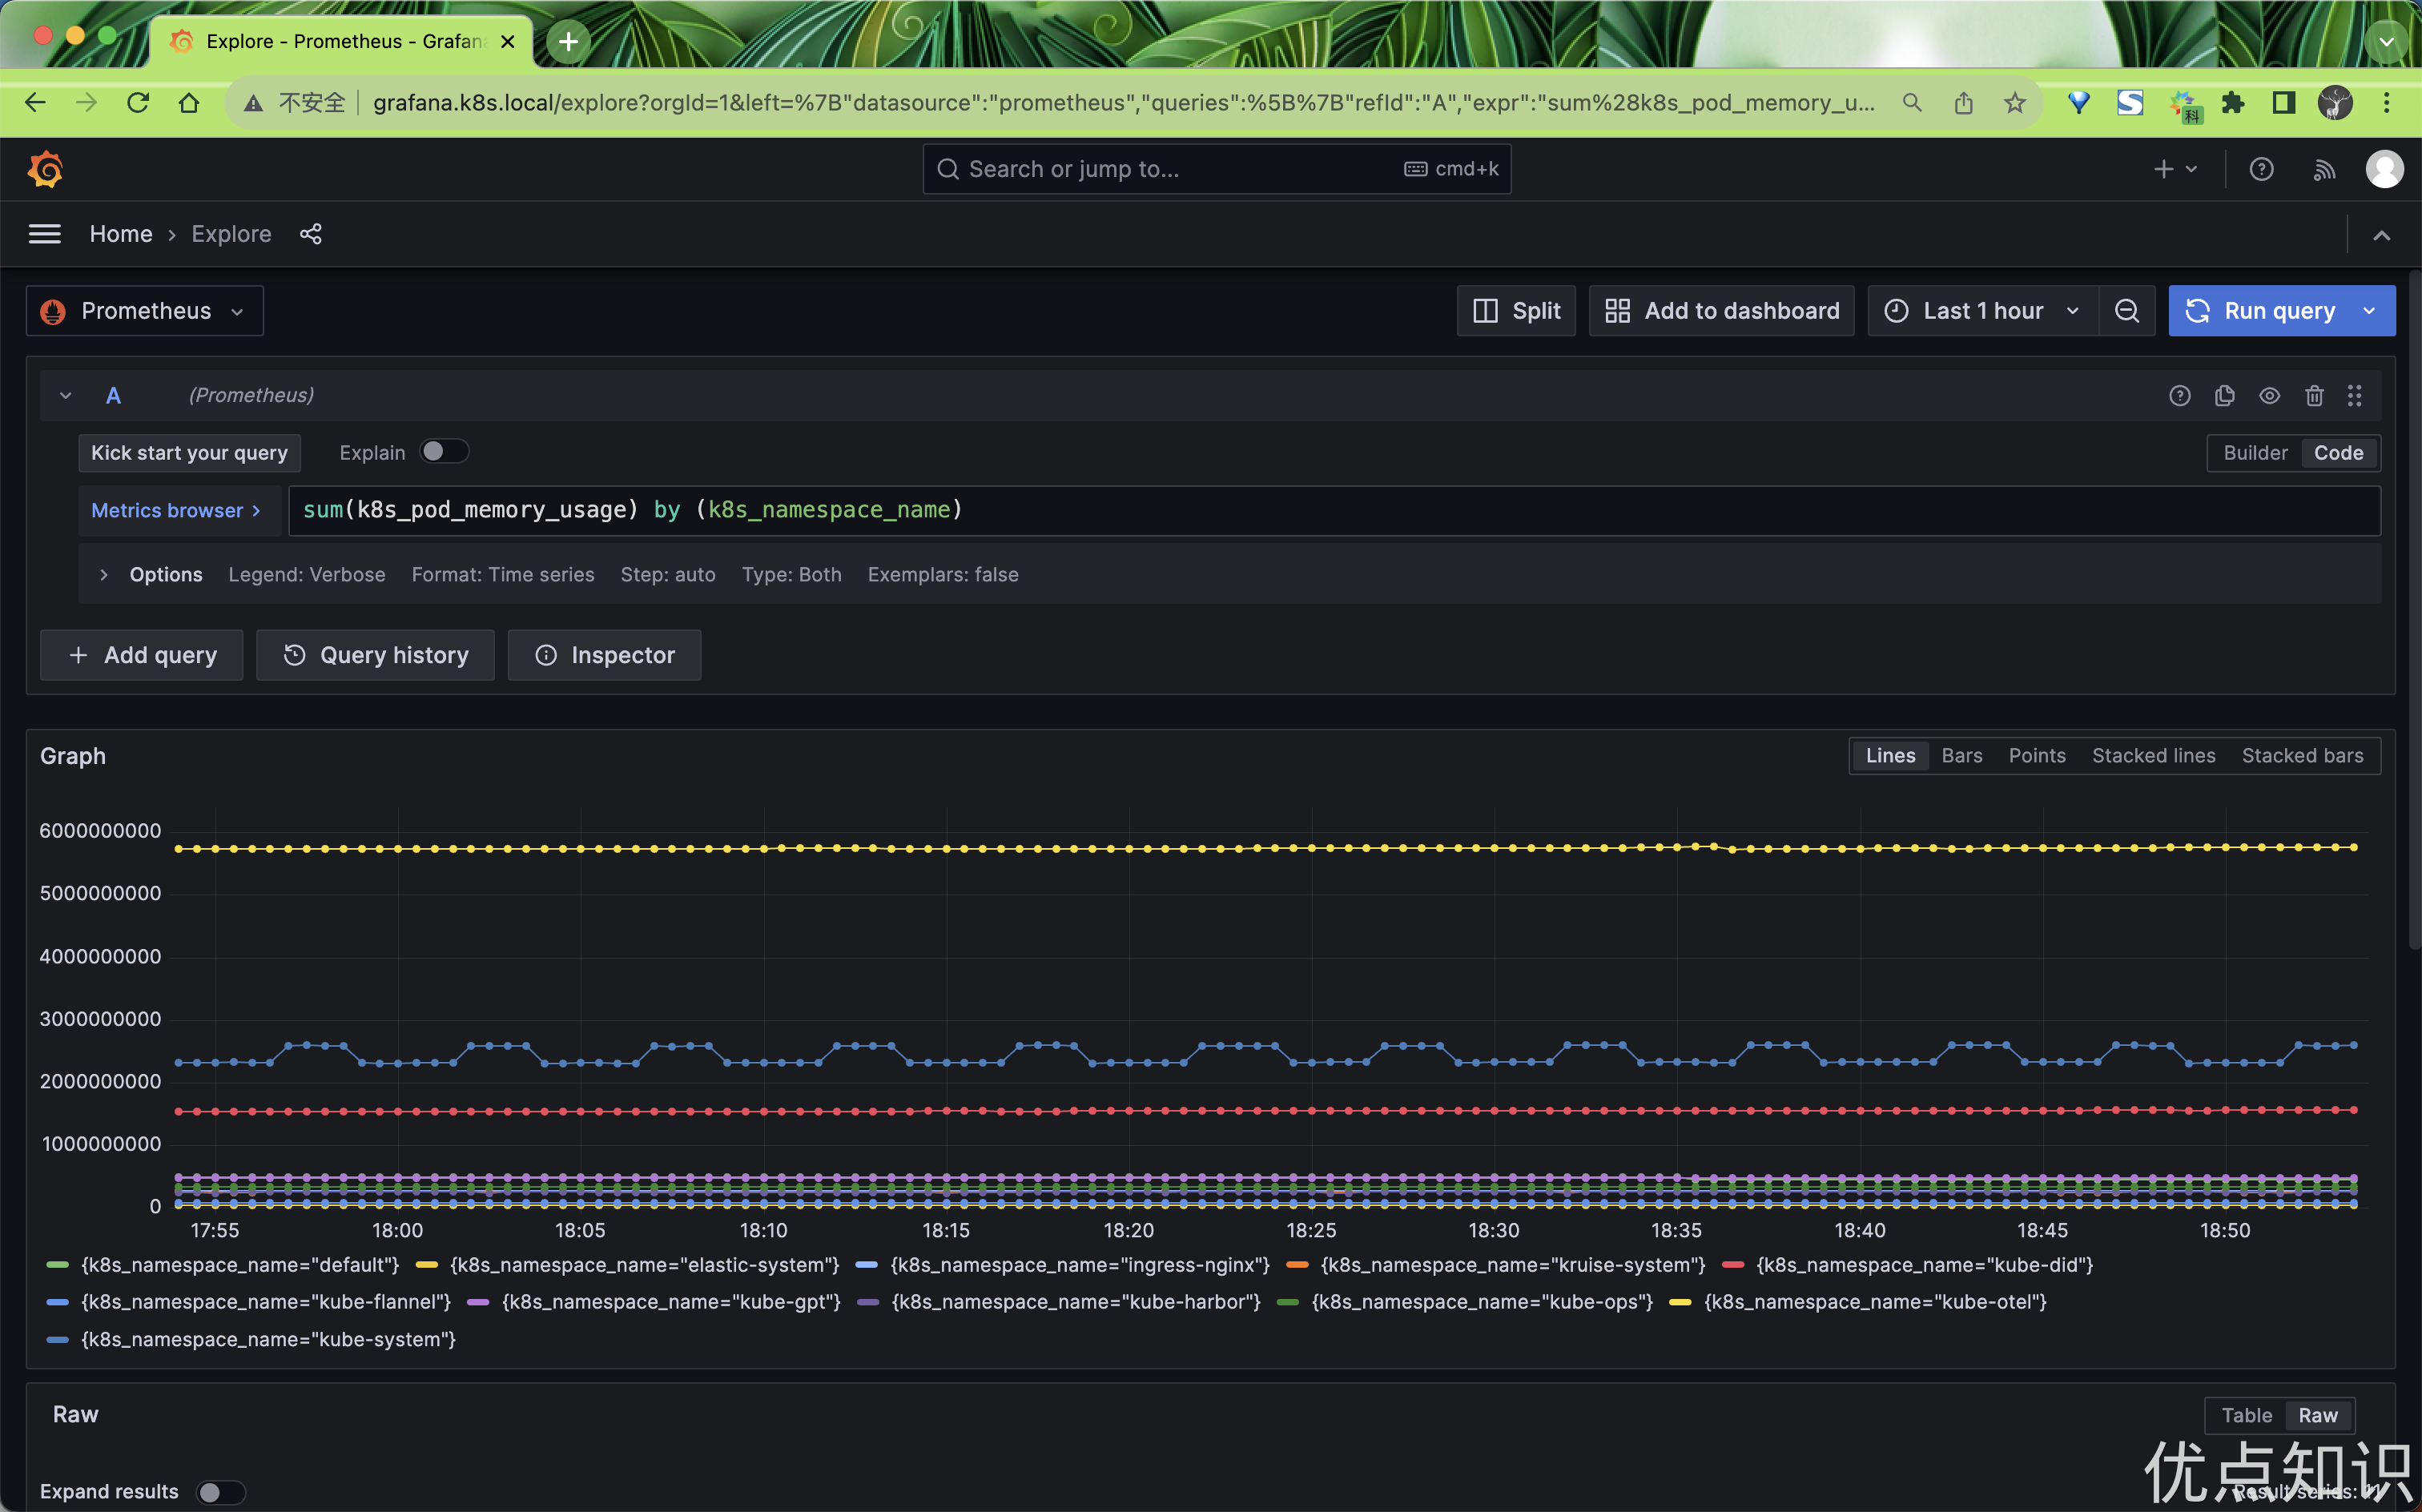 Explore - Prometheus - Grafana
不安全 grafana.k8s.local/explore?orgId=1&left=%7B"datasource":"prometheus","queries":%5B%7B"refId":"A","expr":"sum%28k8s_pod_memory_u...
科
Search or jump to... cmd+k
Home › Explore
Prometheus Split Add to dashboard Last 1 hour Run query
A (Prometheus)
Kick start your query Explain Builder Code
Metrics browser > sum(k8s_pod_memory_usage) by (k8s_namespace_name)
> Options Legend: Verbose Format: Time series Step: auto Type: Both Exemplars: false
+ Add query Query history Inspector
Graph Lines Bars Points Stacked lines Stacked bars
6000000000
5000000000
4000000000
3000000000
2000000000
1000000000
0
17:55 18:00 18:05 18:10 18:15 18:20 18:25 18:30 18:35 18:40 18:45 18:50
{k8s_namespace_name="default"} {k8s_namespace_name="elastic-system"} {k8s_namespace_name="ingress-nginx"} {k8s_namespace_name="kruise-system"} {k8s_namespace_name="kube-did"}
{k8s_namespace_name="kube-flannel"} {k8s_namespace_name="kube-gpt"} {k8s_namespace_name="kube-harbor"} {k8s_namespace_name="kube-ops"} {k8s_namespace_name="kube-otel"}
{k8s_namespace_name="kube-system"}
Raw Table Raw
Expand results Result series: 11
优点知识